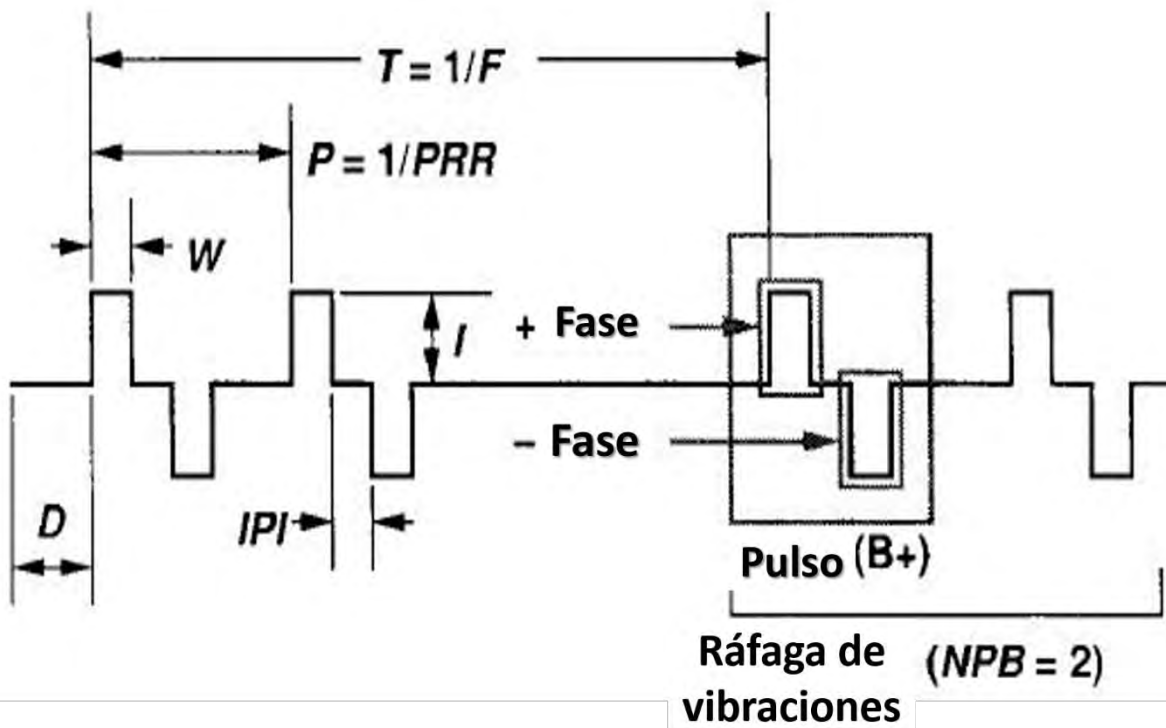 T = 1/F
P = 1/PRR
W
I
+ Fase
– Fase
D
IPI
Pulso (B+)
Ráfaga de
vibraciones
(NPB = 2)